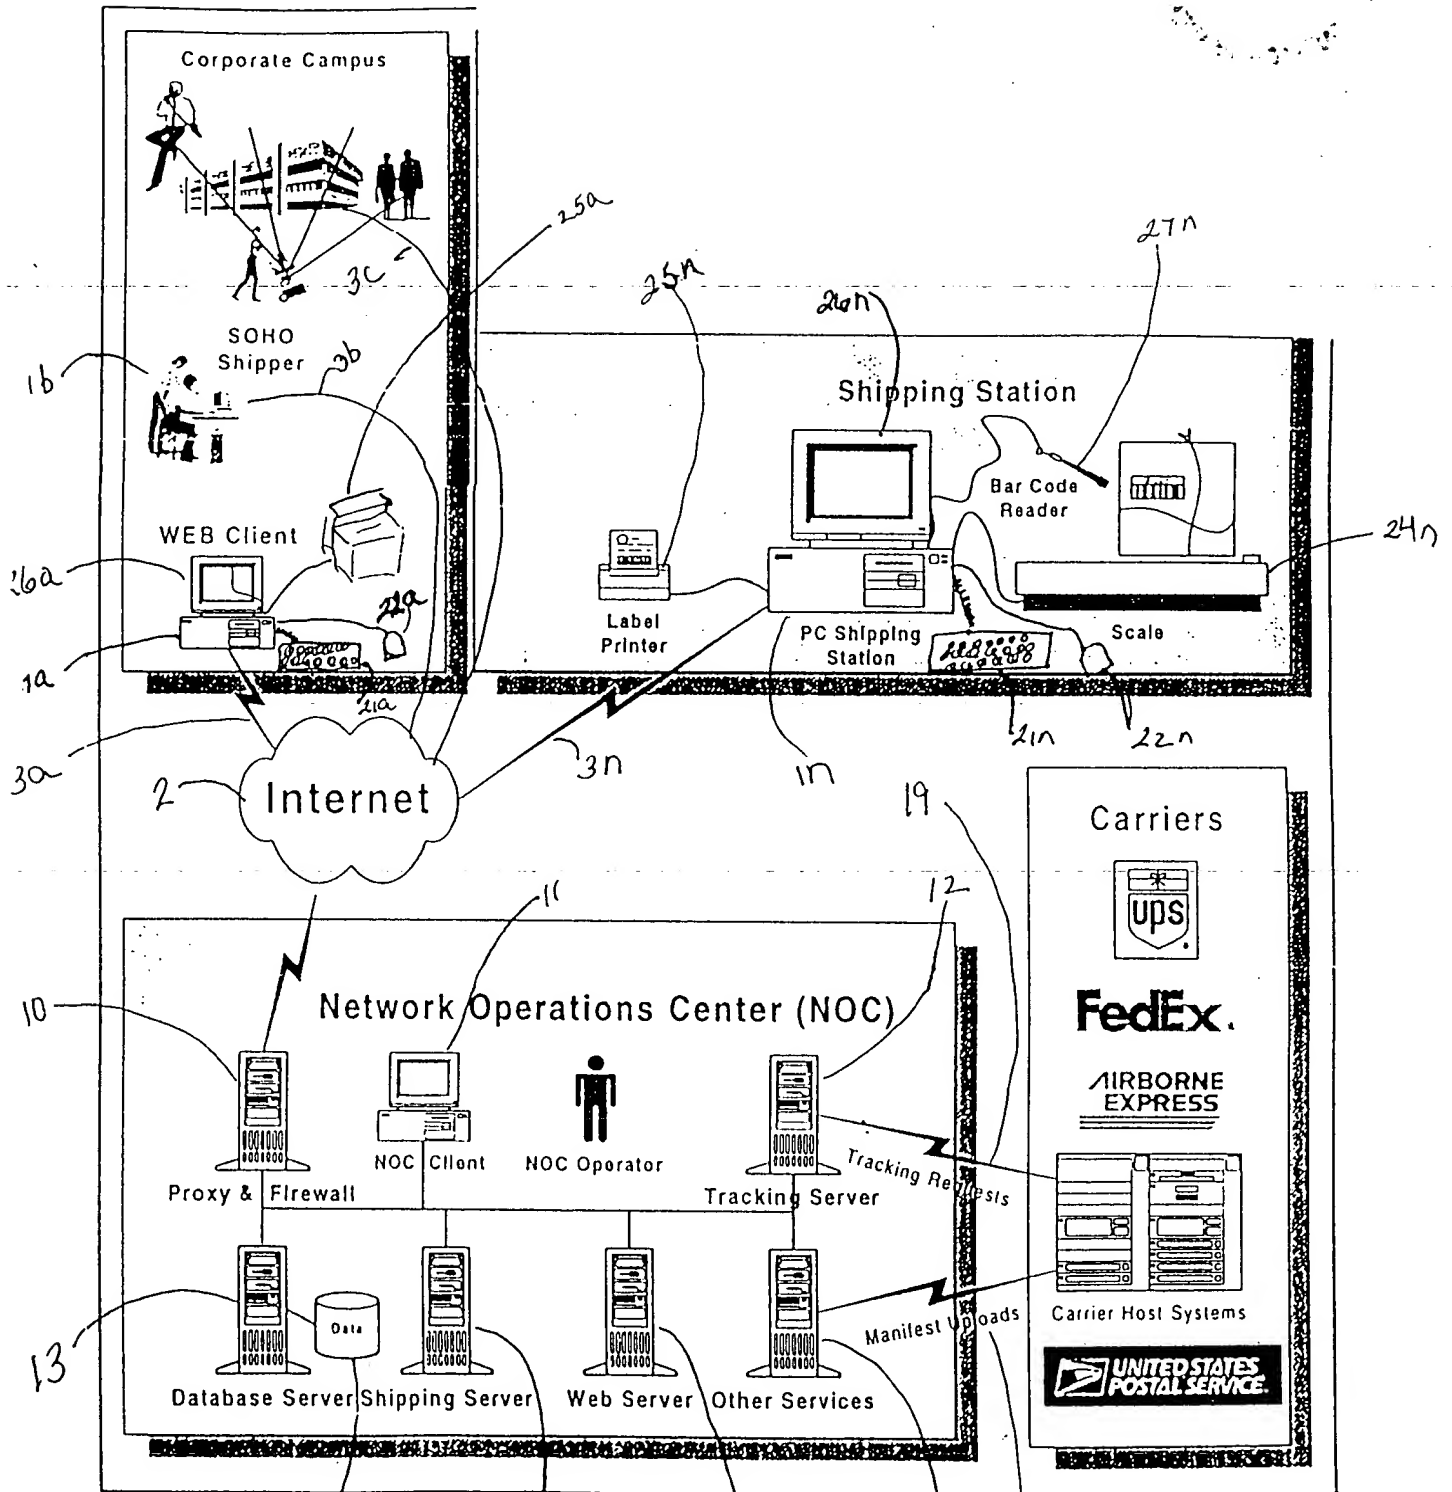 Corporate Campus
25a
3c
SOHO
Shipper
1b
3b
WEB Client
26a
22a
1a
21a
3a
27n
25n
26n
Shipping Station
Bar Code
Reader
24n
Label
Printer
PC Shipping
Station
Scale
21n
22n
3n
1n
2
Internet
19
Carriers
ups
FedEx.
AIRBORNE
EXPRESS
Carrier Host Systems
UNITED STATES
POSTAL SERVICE
11
12
10
Network Operations Center (NOC)
NOC Client
NOC Operator
Proxy & Firewall
Tracking Server
Tracking Requests
Data
Manifest Uploads
13
Database Server
Shipping Server
Web Server
Other Services